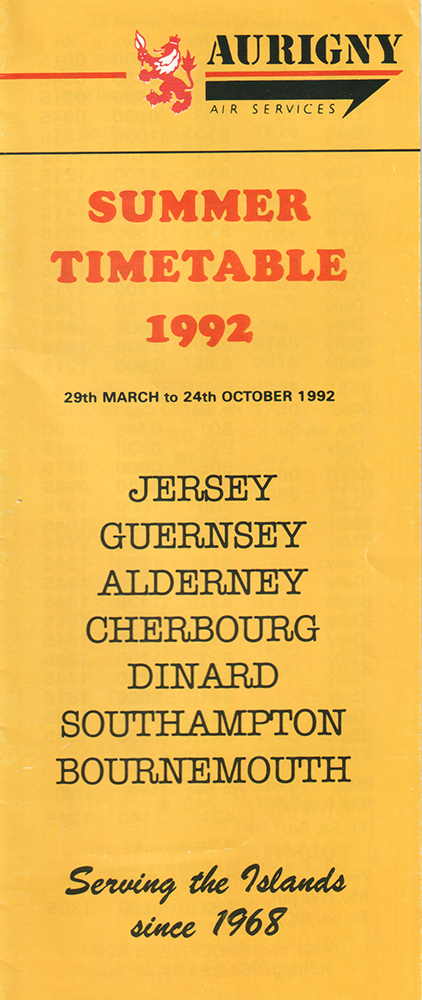 AURIGNY
AIR SERVICES
SUMMER
TIMETABLE
1992
29th MARCH to 24th OCTOBER 1992
JERSEY
GUERNSEY
ALDERNEY
CHERBOURG
DINARD
SOUTHAMPTON
BOURNEMOUTH
Serving the Islands
since 1968